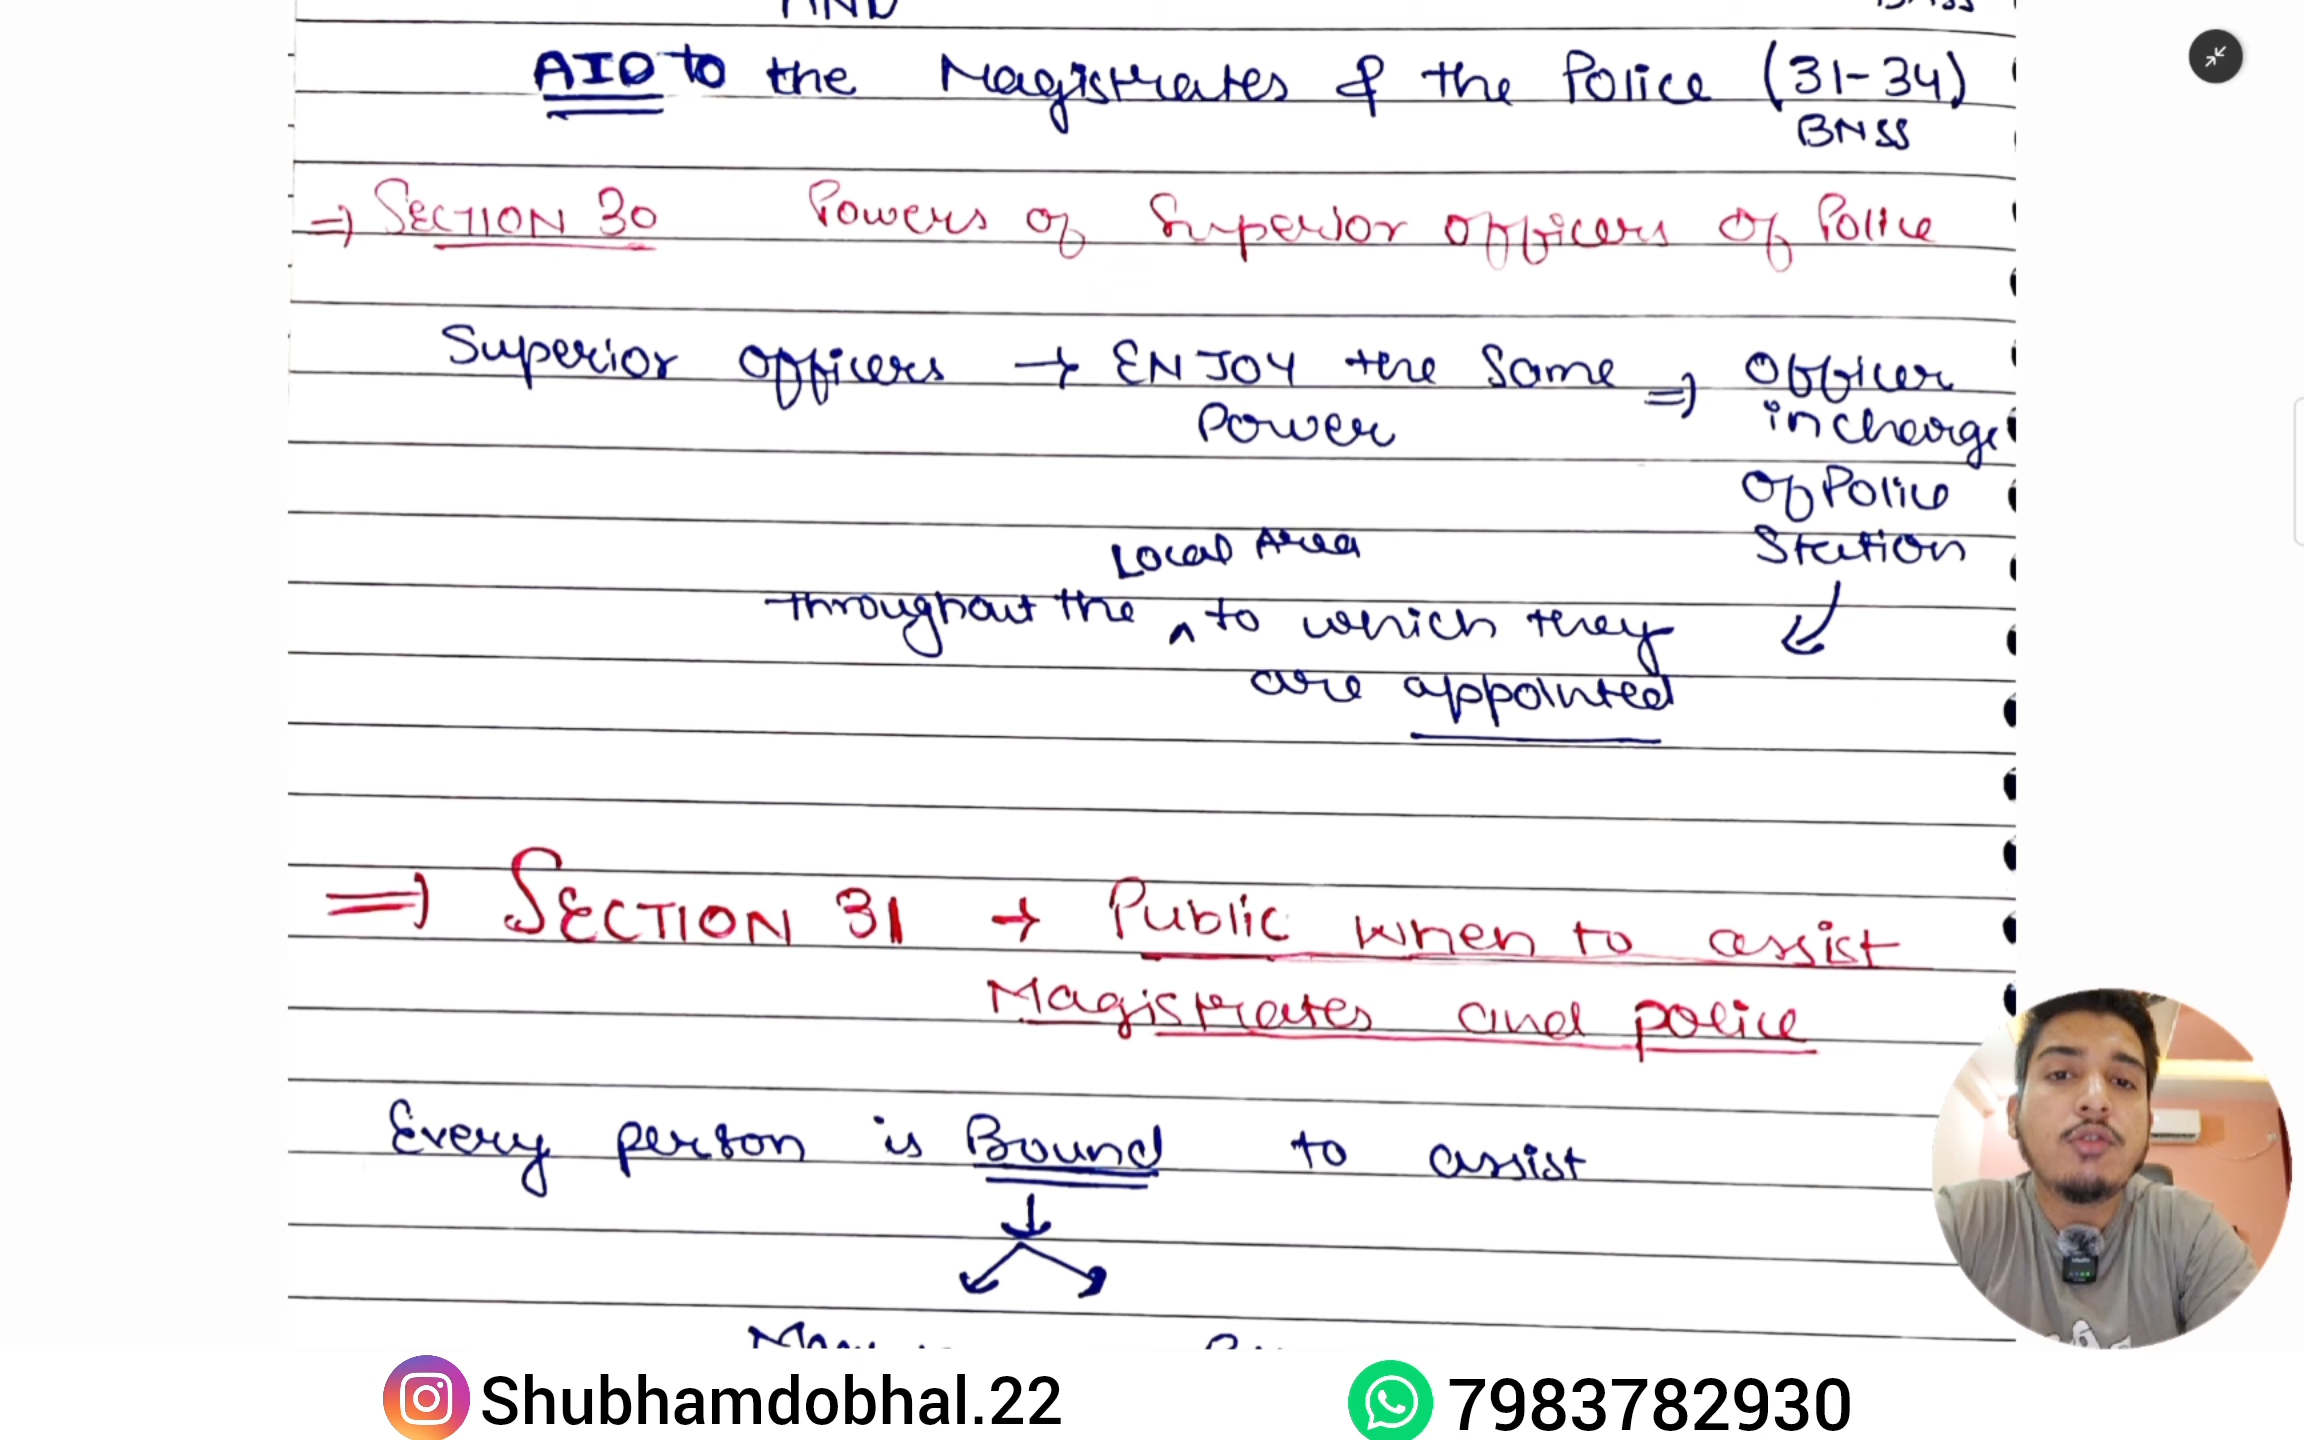 AND
AID to the Magistrates & the Police (31-34)
BNSS
=> SECTION 30 Powers of Superior officers of Police
Superior officers → ENJOY the same => Officer
Power incharge
of Police
Local Area Station
throughout the ^ to which they
are appointed
=> SECTION 31 → Public when to assist
Magistrates and police
Every person is Bound to assist
Shubhamdobhal.22 7983782930